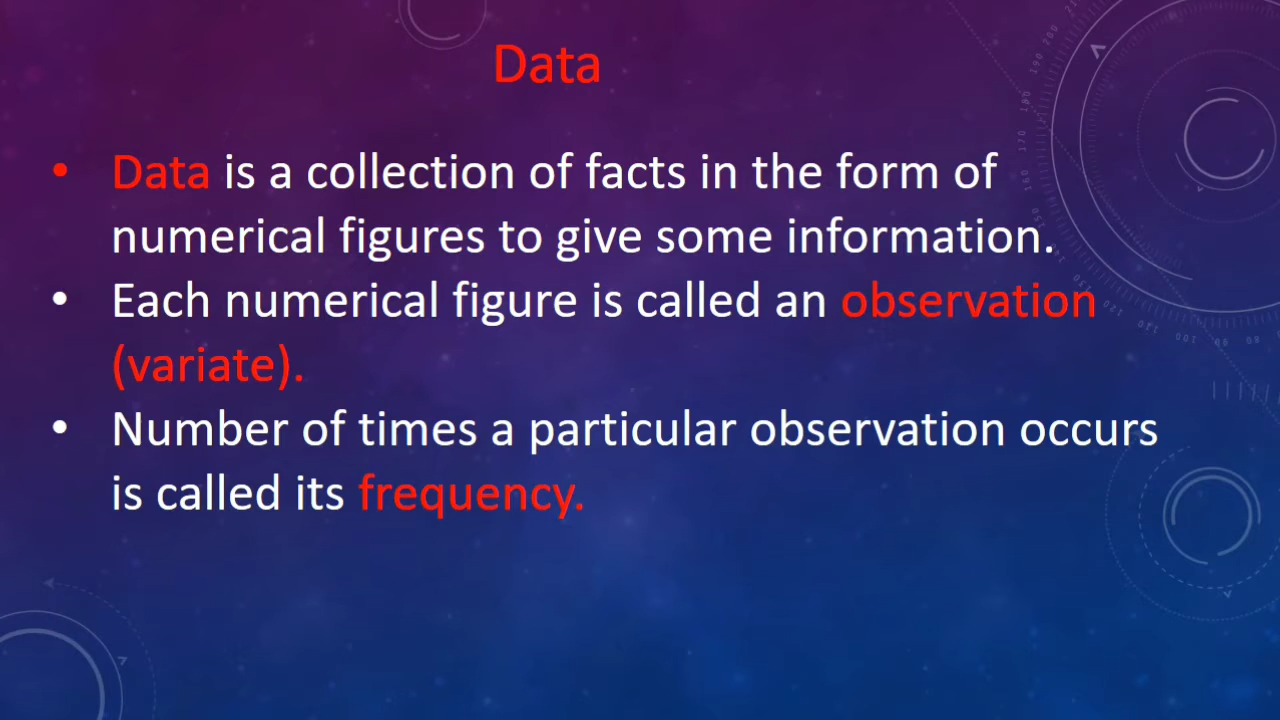 Data
• Data is a collection of facts in the form of
numerical figures to give some information.
• Each numerical figure is called an observation
(variate).
• Number of times a particular observation occurs
is called its frequency.